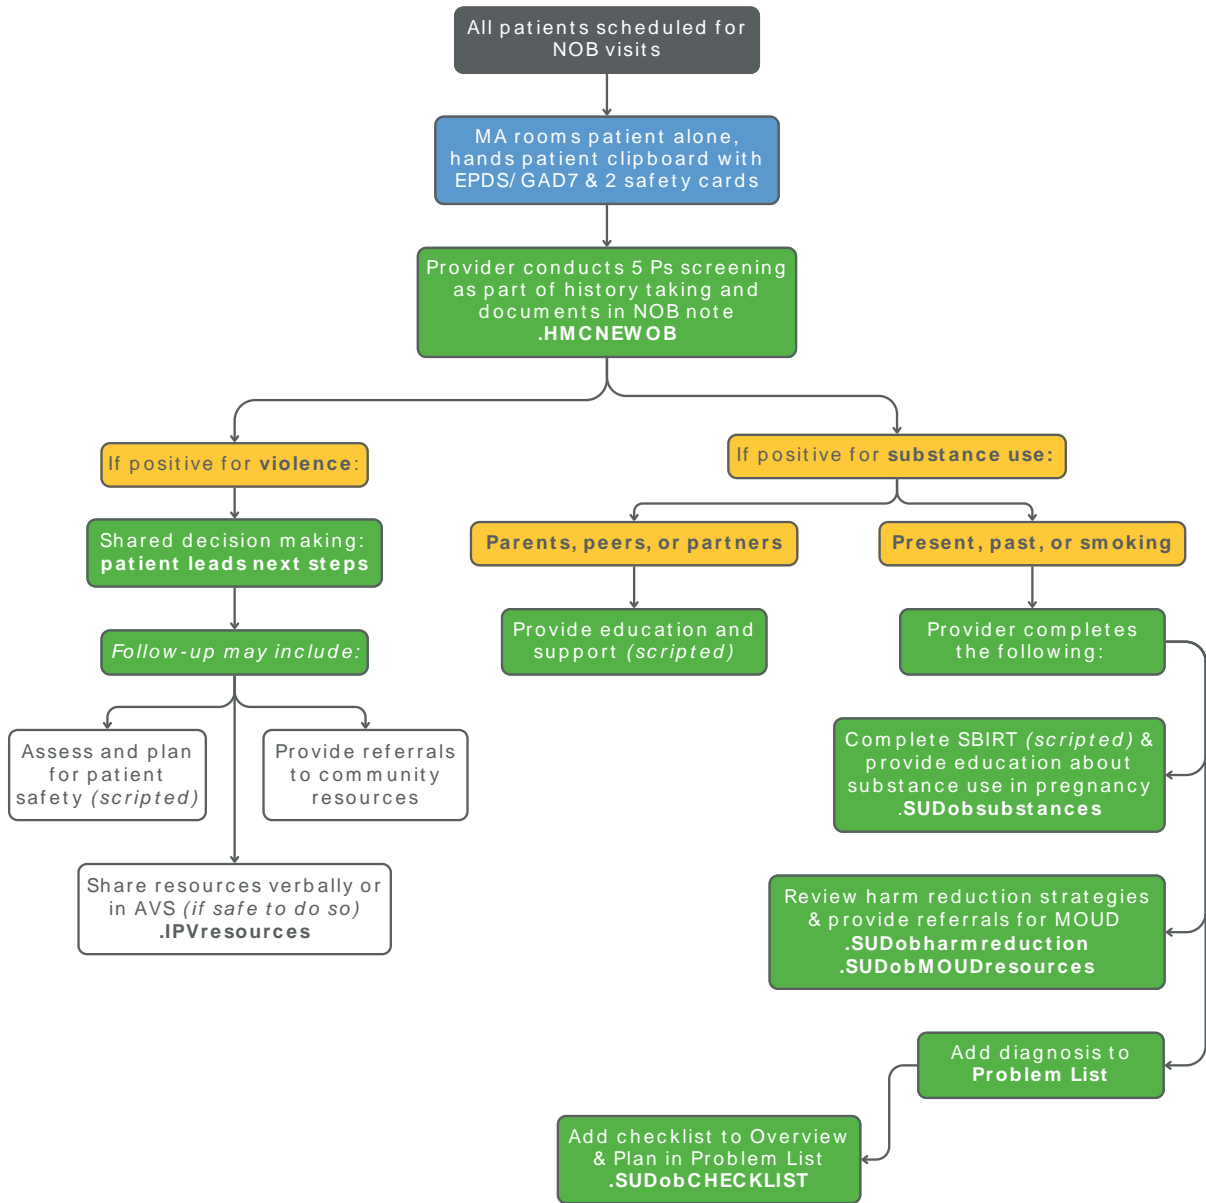 All patients scheduled for
NOB visits
MA rooms patient alone,
hands patient clipboard with
EPDS/ GAD7 & 2 safety cards
Provider conducts 5 Ps screening
as part of history taking and
documents in NOB note
.HMCNEWOB
If positive for violence:
If positive for substance use:
Shared decision making:
patient leads next steps
Parents, peers, or partners
Present, past, or smoking
Follow-up may include:
Provide education and
support (scripted)
Provider completes
the following:
Assess and plan
for patient
safety (scripted)
Provide referrals
to community
resources
Complete SBIRT (scripted) &
provide education about
substance use in pregnancy
.SUDobsubstances
Share resources verbally or
in AVS (if safe to do so)
.IPVresources
Review harm reduction strategies
& provide referrals for MOUD
.SUDobharmreduction
.SUDobMOUDresources
Add diagnosis to
Problem List
Add checklist to Overview
& Plan in Problem List
.SUDobCHECKLIST